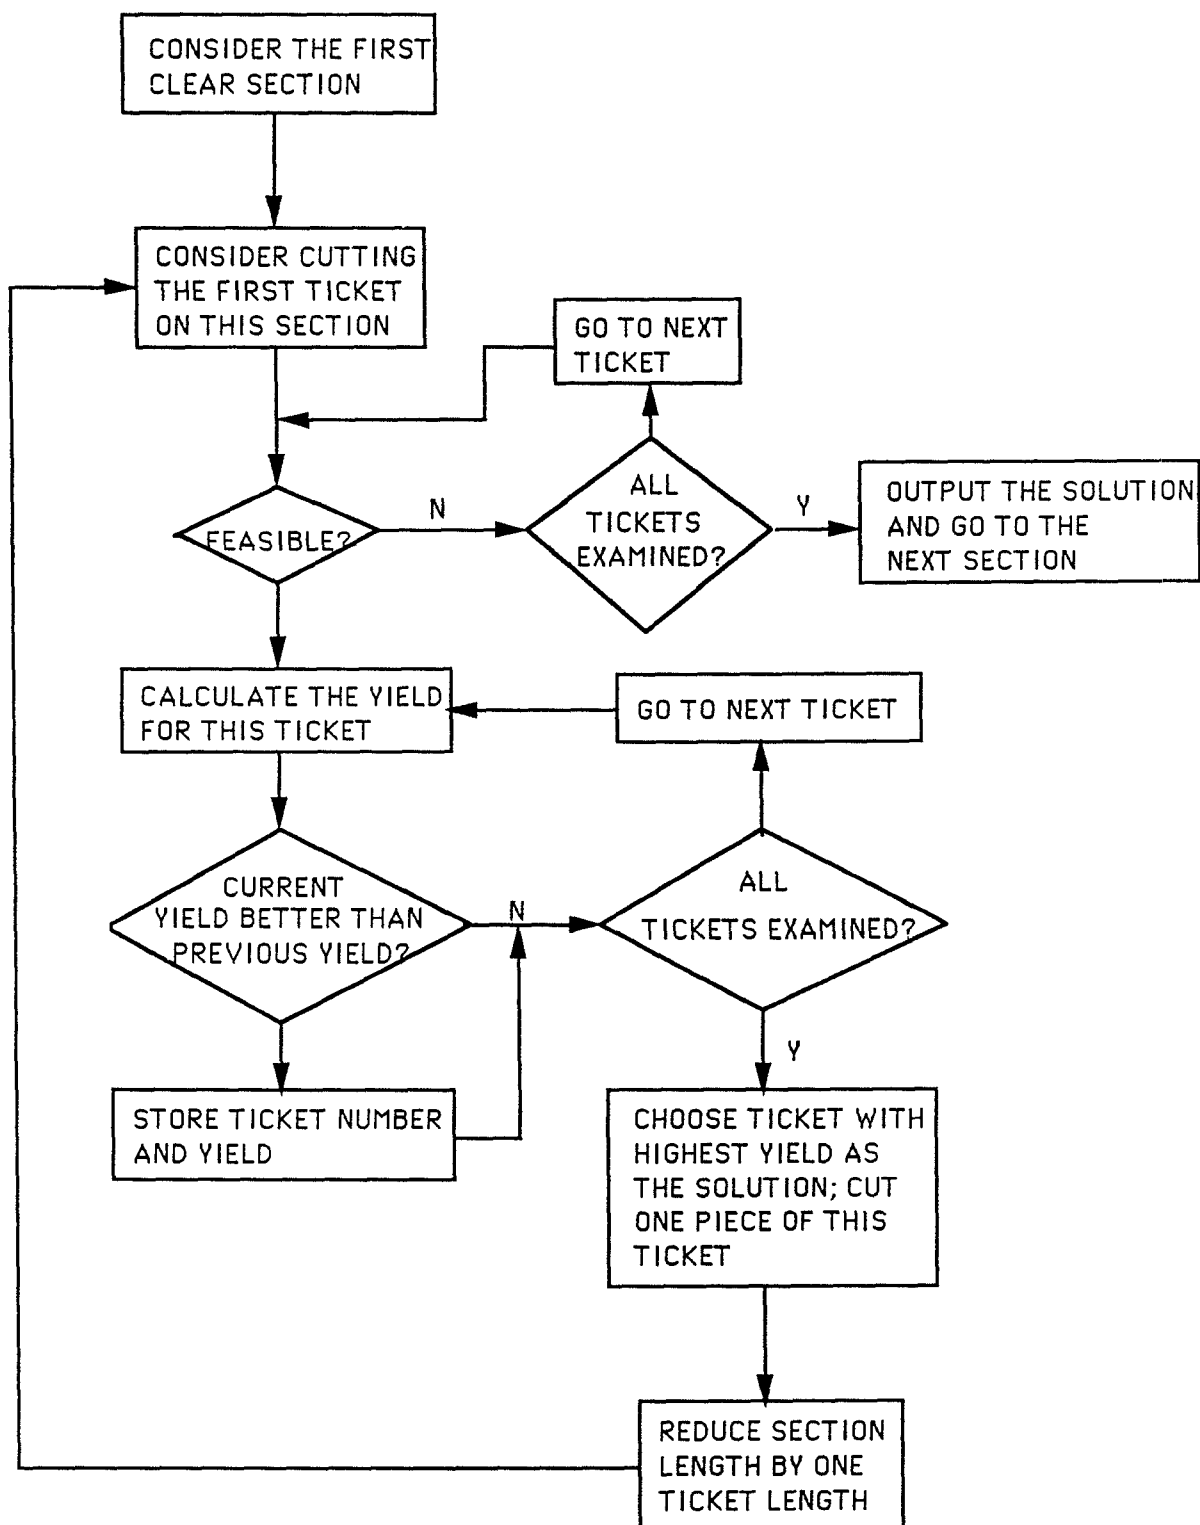 CONSIDER THE FIRST
CLEAR SECTION
CONSIDER CUTTING
THE FIRST TICKET
ON THIS SECTION
GO TO NEXT
TICKET
FEASIBLE?
N
ALL
TICKETS
EXAMINED?
Y
OUTPUT THE SOLUTION
AND GO TO THE
NEXT SECTION
CALCULATE THE YIELD
FOR THIS TICKET
GO TO NEXT TICKET
CURRENT
YIELD BETTER THAN
PREVIOUS YIELD?
N
ALL
TICKETS EXAMINED?
Y
STORE TICKET NUMBER
AND YIELD
CHOOSE TICKET WITH
HIGHEST YIELD AS
THE SOLUTION; CUT
ONE PIECE OF THIS
TICKET
REDUCE SECTION
LENGTH BY ONE
TICKET LENGTH